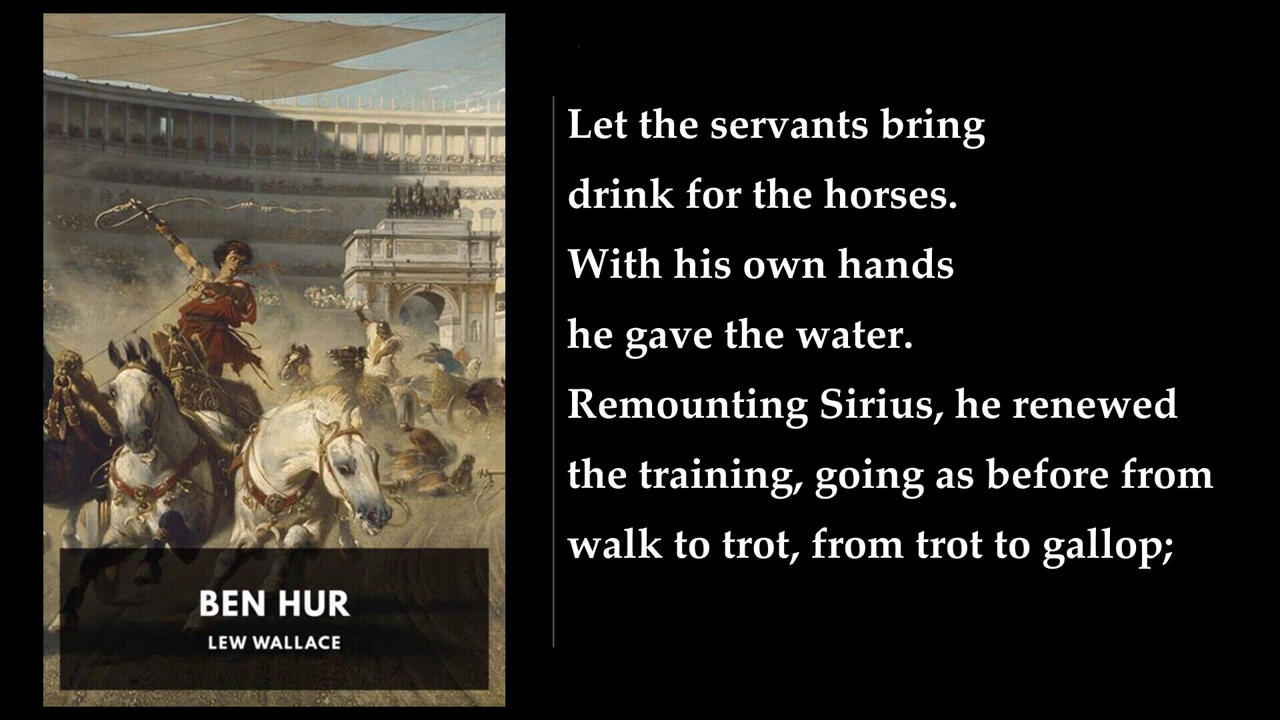 BEN HUR
LEW WALLACE
Let the servants bring
drink for the horses.
With his own hands
he gave the water.
Remounting Sirius, he renewed
the training, going as before from
walk to trot, from trot to gallop;